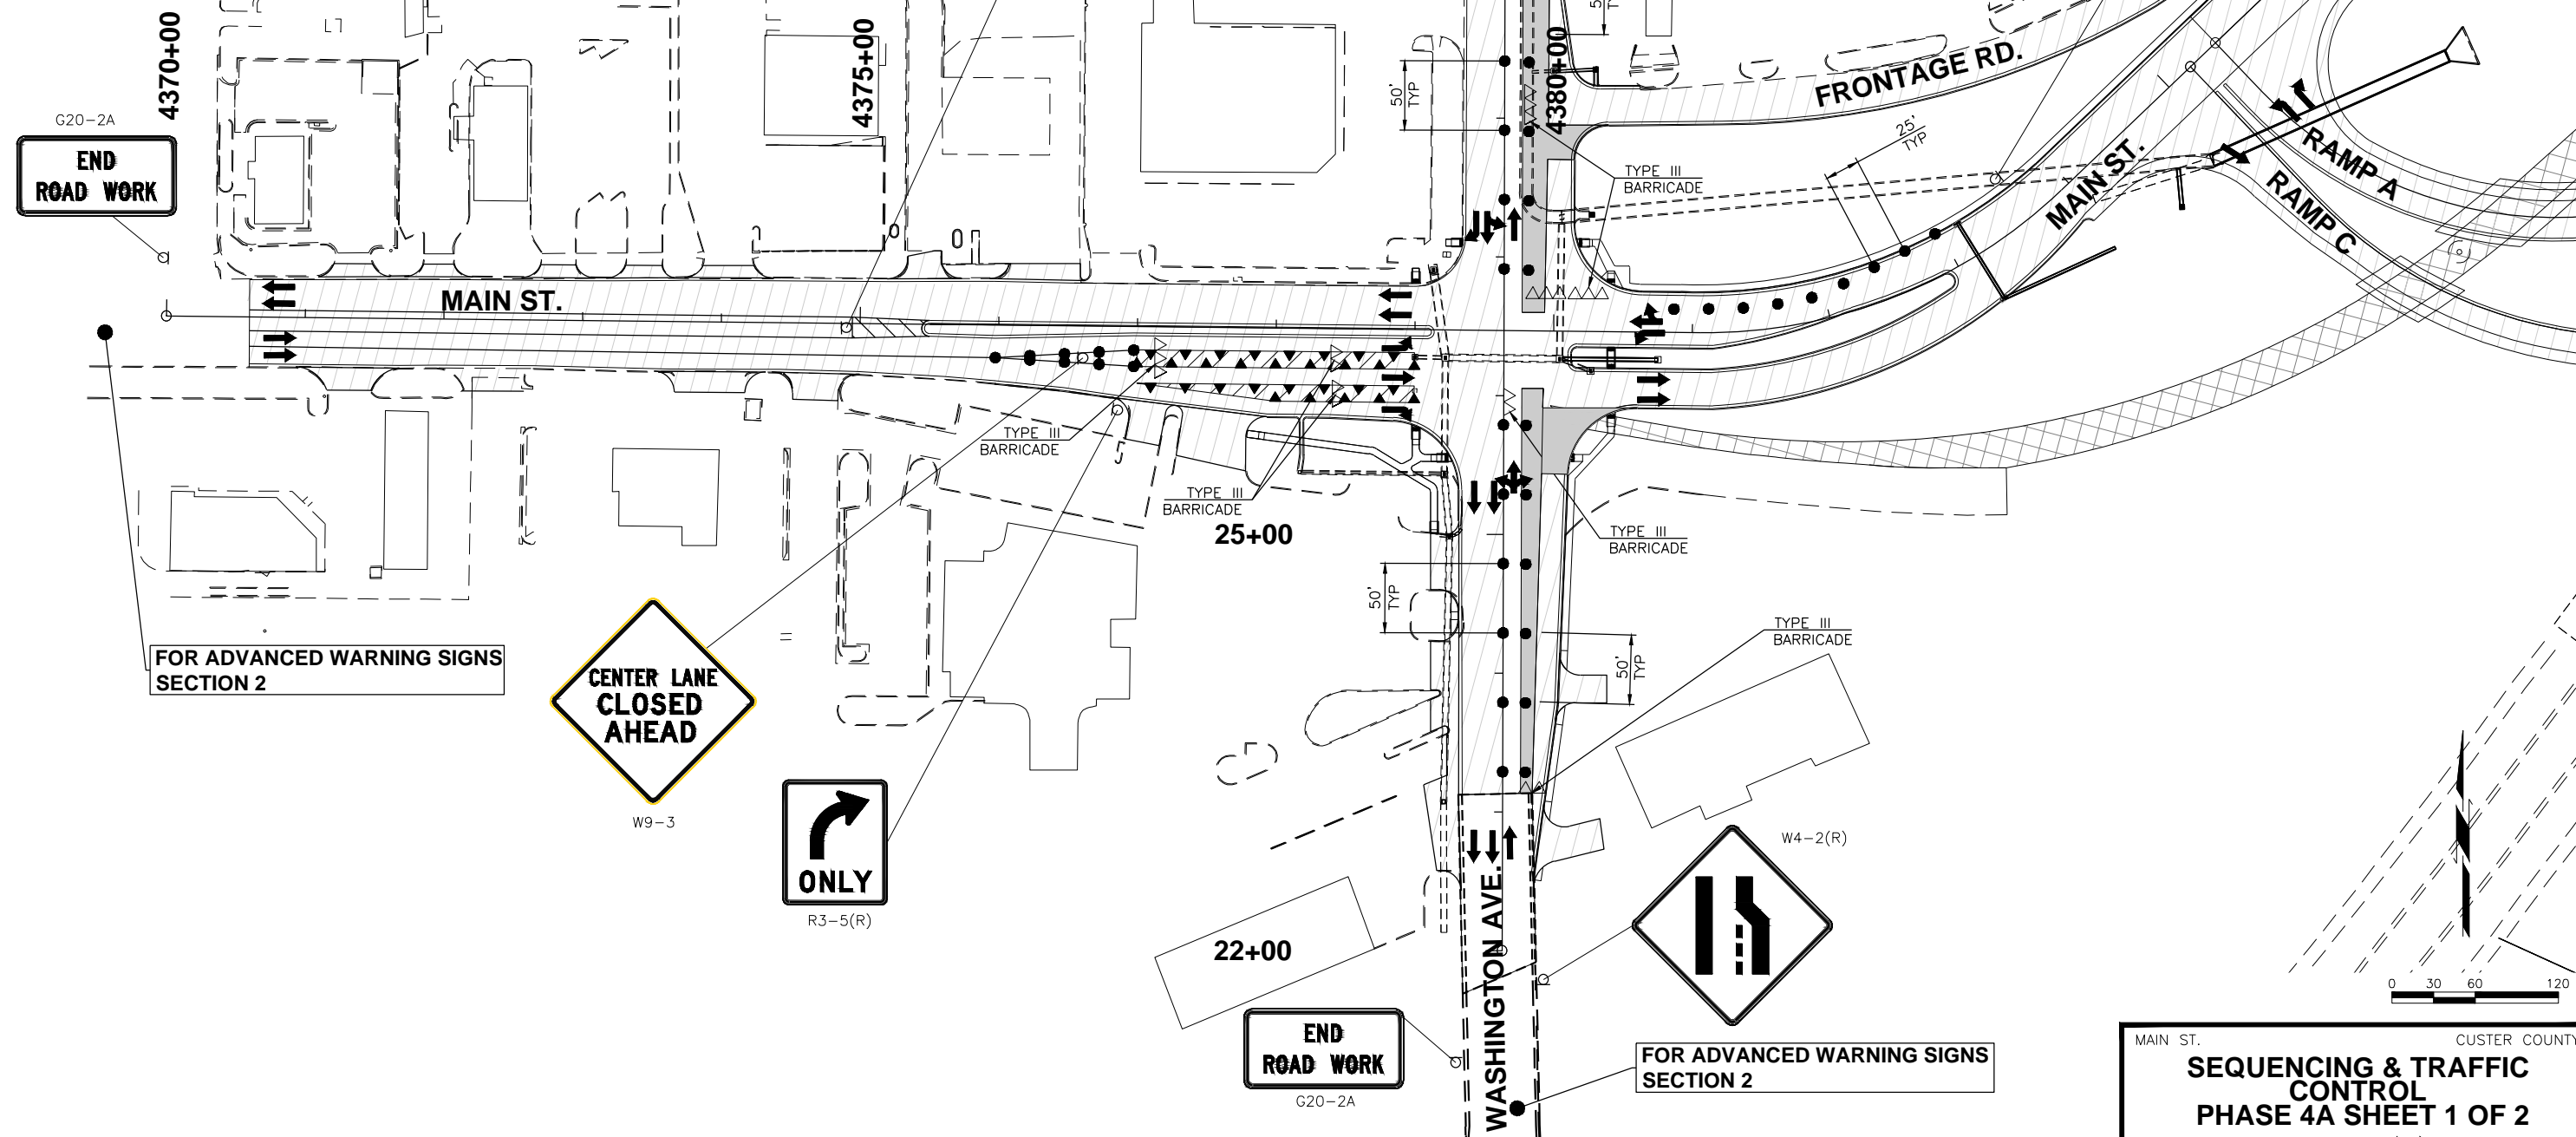 4370+00
4375+00
4380+00
FRONTAGE RD.
G20-2A
END
ROAD WORK
50'
TYP
TYPE III
BARRICADE
25'
TYP
MAIN ST.
RAMP A
RAMP C
MAIN ST.
TYPE III
BARRICADE
TYPE III
BARRICADE
25+00
TYPE III
BARRICADE
50'
TYP
50'
TYP
TYPE III
BARRICADE
FOR ADVANCED WARNING SIGNS
SECTION 2
CENTER LANE
CLOSED
AHEAD
W9-3
ONLY
R3-5(R)
W4-2(R)
22+00
WASHINGTON AVE.
END
ROAD WORK
G20-2A
FOR ADVANCED WARNING SIGNS
SECTION 2
0 30 60 120
MAIN ST. CUSTER COUNTY
SEQUENCING & TRAFFIC
CONTROL
PHASE 4A SHEET 1 OF 2